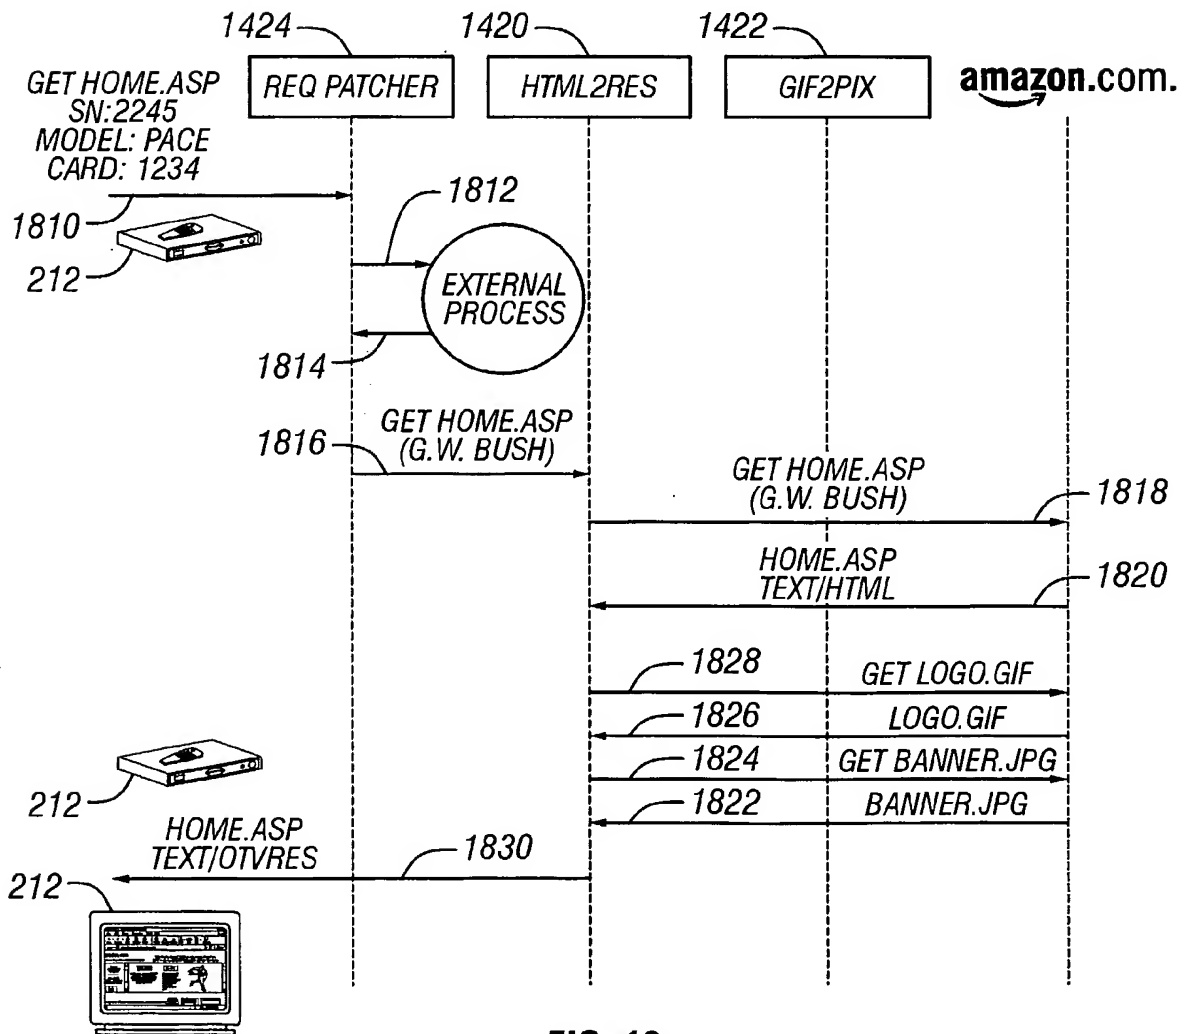 1424
1420
1422
REQ PATCHER
HTML2RES
GIF2PIX
amazon.com.
GET HOME.ASP
SN:2245
MODEL: PACE
CARD: 1234
1810
212
1812
EXTERNAL
PROCESS
1814
GET HOME.ASP
(G.W. BUSH)
1816
GET HOME.ASP
(G.W. BUSH)
1818
HOME.ASP
TEXT/HTML
1820
1828
GET LOGO.GIF
1826
LOGO.GIF
1824
GET BANNER.JPG
1822
BANNER.JPG
212
HOME.ASP
TEXT/OTVRES
1830
212